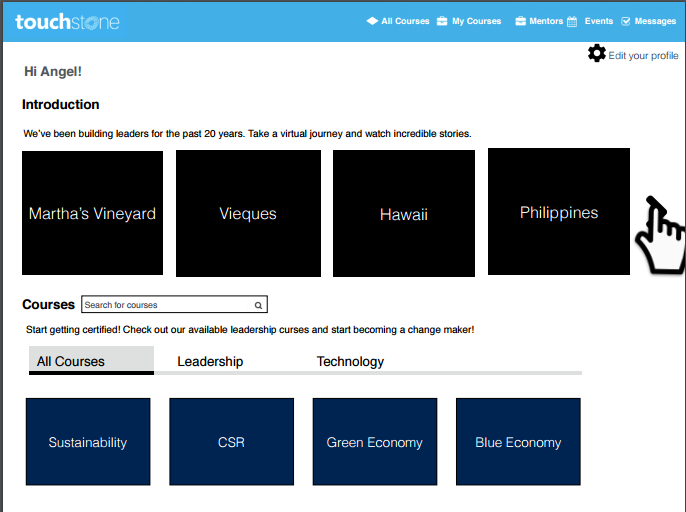 touchstone
All Courses My Courses Mentors Events Messages
Edit your profile
Hi Angel!
Introduction
We've been building leaders for the past 20 years. Take a virtual journey and watch incredible stories.
Martha's Vineyard Vieques Hawaii Philippines
Courses Search for courses
Start getting certified! Check out our available leadership curses and start becoming a change maker!
All Courses Leadership Technology
Sustainability CSR Green Economy Blue Economy